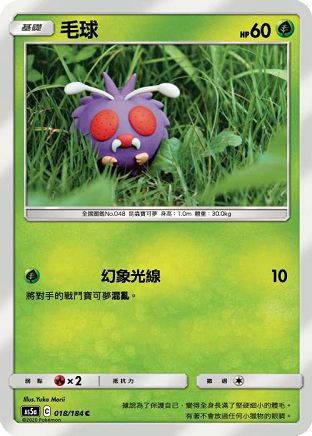 基礎 毛球 HP60
全國圖鑑No.048 昆蟲寶可夢 身高：1.0m 體重：30.0kg
幻象光線 10
將對手的戰鬥寶可夢混亂。
弱點 ×2 抵抗力 撤退
Illus.Yuka Morii
據說為了保護自己，變得全身長滿了堅硬細小的體毛。
有著不會放過任何小獵物的眼睛。
C 018/184 C
©2020 Pokémon